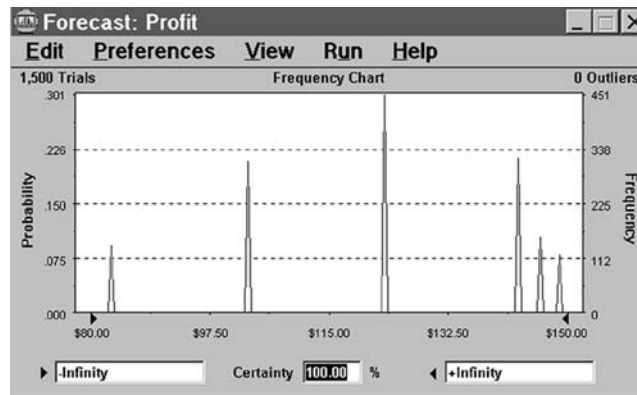 Forecast: Profit
Edit Preferences View Run Help
1,500 Trials Frequency Chart 0 Outliers
.301 451
.226 338
.150 225
.075 112
.000 0
Probability
Frequency
$80.00 $97.50 $115.00 $132.50 $150.00
-Infinity Certainty 100.00 % +Infinity